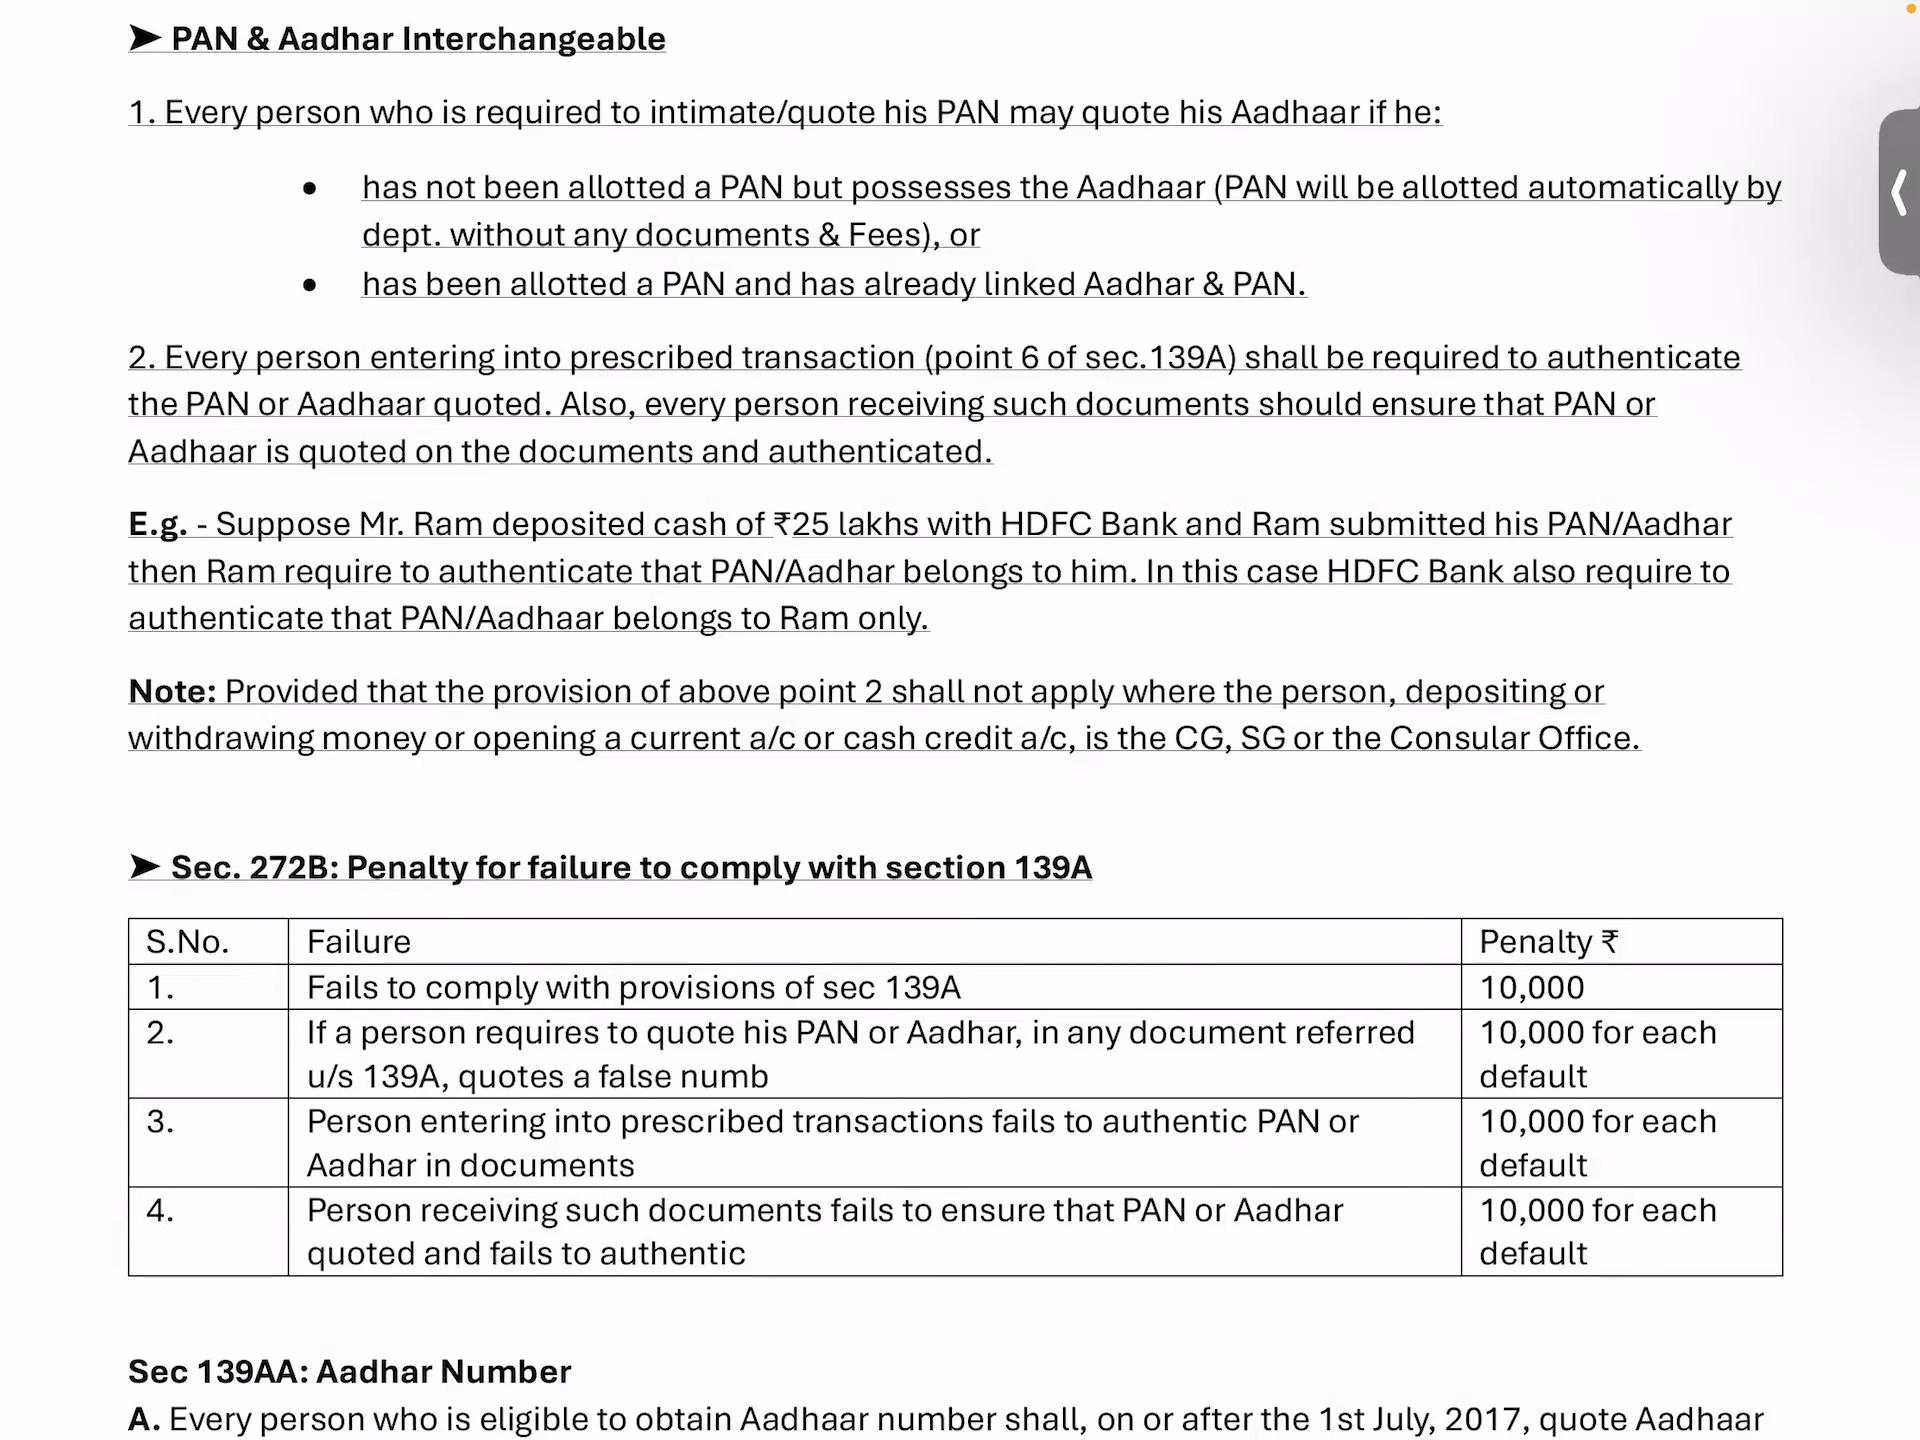 ➤ PAN & Aadhar Interchangeable
1. Every person who is required to intimate/quote his PAN may quote his Aadhaar if he:
• has not been allotted a PAN but possesses the Aadhaar (PAN will be allotted automatically by
dept. without any documents & Fees), or
• has been allotted a PAN and has already linked Aadhar & PAN.
2. Every person entering into prescribed transaction (point 6 of sec.139A) shall be required to authenticate
the PAN or Aadhaar quoted. Also, every person receiving such documents should ensure that PAN or
Aadhaar is quoted on the documents and authenticated.
E.g. - Suppose Mr. Ram deposited cash of ₹25 lakhs with HDFC Bank and Ram submitted his PAN/Aadhar
then Ram require to authenticate that PAN/Aadhar belongs to him. In this case HDFC Bank also require to
authenticate that PAN/Aadhaar belongs to Ram only.
Note: Provided that the provision of above point 2 shall not apply where the person, depositing or
withdrawing money or opening a current a/c or cash credit a/c, is the CG, SG or the Consular Office.
➤ Sec. 272B: Penalty for failure to comply with section 139A
S.No. Failure Penalty ₹
1. Fails to comply with provisions of sec 139A 10,000
2. If a person requires to quote his PAN or Aadhar, in any document referred 10,000 for each
u/s 139A, quotes a false numb default
3. Person entering into prescribed transactions fails to authentic PAN or 10,000 for each
Aadhar in documents default
4. Person receiving such documents fails to ensure that PAN or Aadhar 10,000 for each
quoted and fails to authentic default
Sec 139AA: Aadhar Number
A. Every person who is eligible to obtain Aadhaar number shall, on or after the 1st July, 2017, quote Aadhaar